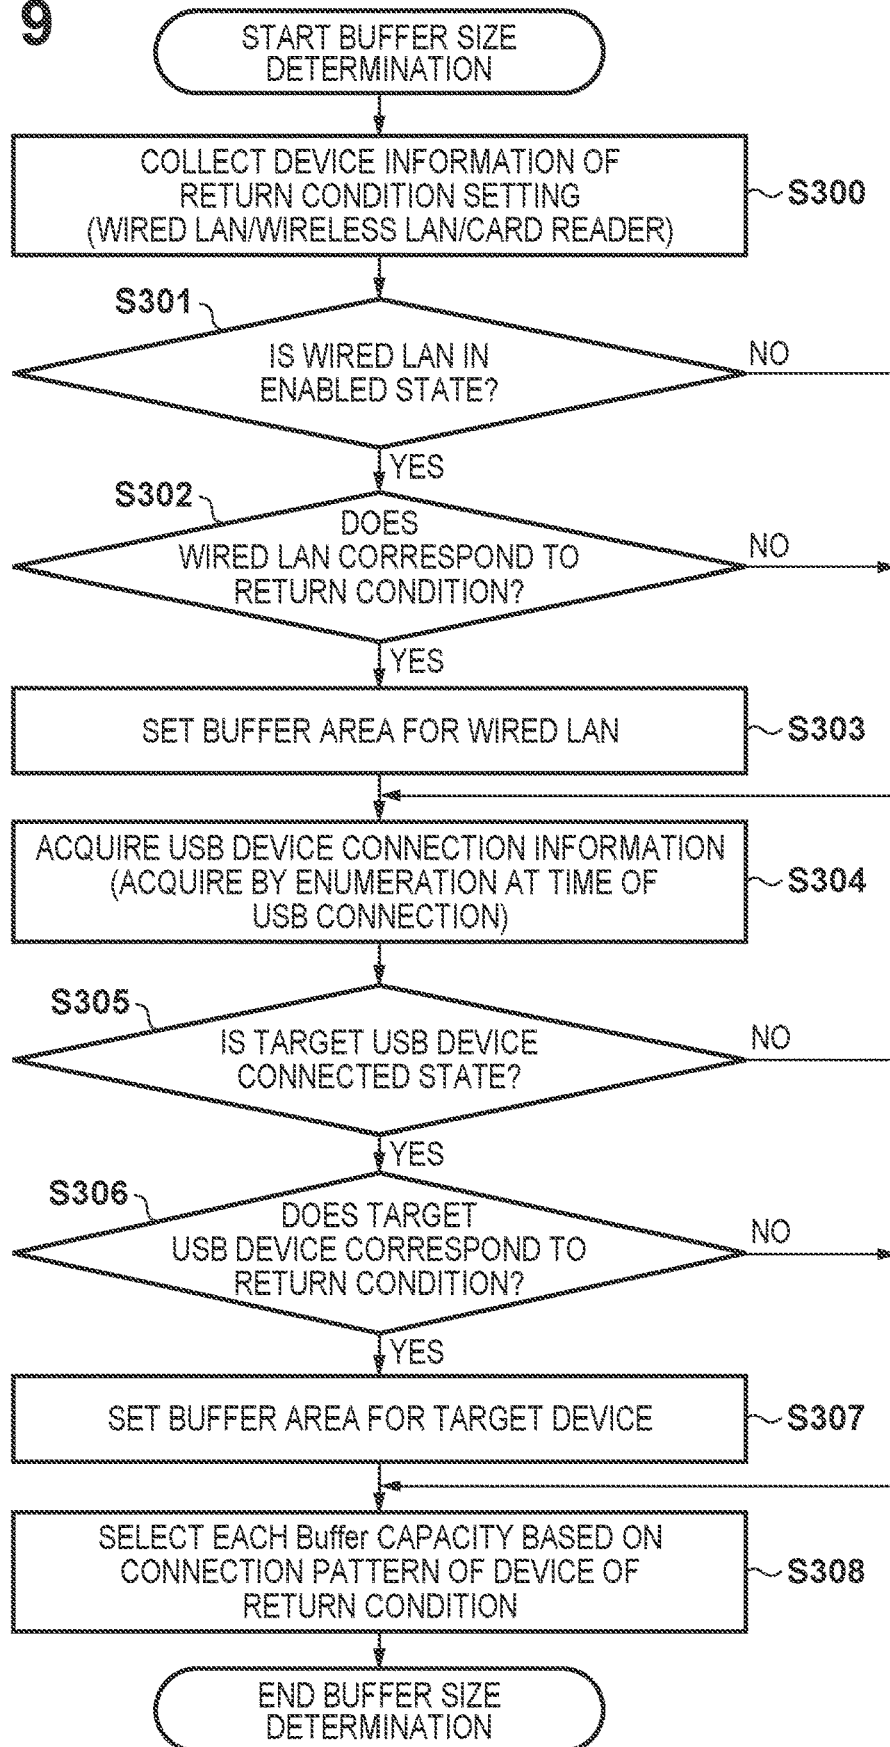 9
START BUFFER SIZE
DETERMINATION
COLLECT DEVICE INFORMATION OF
RETURN CONDITION SETTING
(WIRED LAN/WIRELESS LAN/CARD READER)
S300
S301
IS WIRED LAN IN
ENABLED STATE?
NO
YES
S302
DOES
WIRED LAN CORRESPOND TO
RETURN CONDITION?
NO
YES
SET BUFFER AREA FOR WIRED LAN
S303
ACQUIRE USB DEVICE CONNECTION INFORMATION
(ACQUIRE BY ENUMERATION AT TIME OF
USB CONNECTION)
S304
S305
IS TARGET USB DEVICE
CONNECTED STATE?
NO
YES
S306
DOES TARGET
USB DEVICE CORRESPOND TO
RETURN CONDITION?
NO
YES
SET BUFFER AREA FOR TARGET DEVICE
S307
SELECT EACH Buffer CAPACITY BASED ON
CONNECTION PATTERN OF DEVICE OF
RETURN CONDITION
S308
END BUFFER SIZE
DETERMINATION